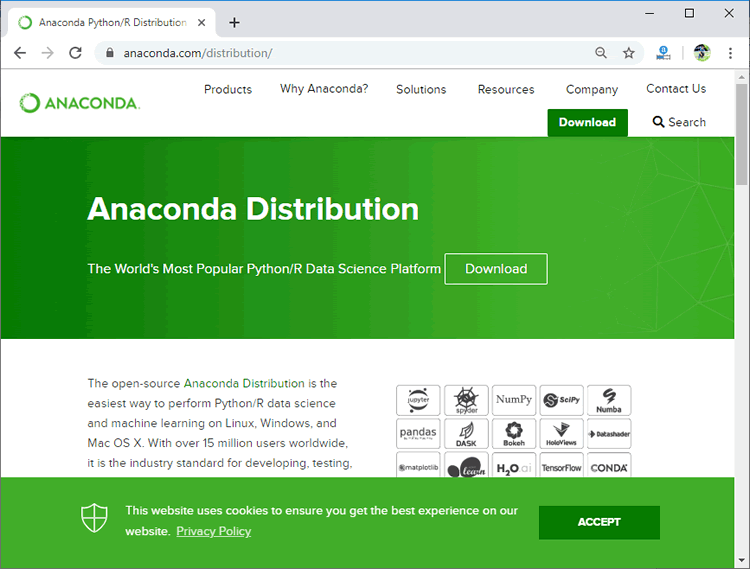 Anaconda Python/R Distribution
anaconda.com/distribution/
ANACONDA.
Products
Why Anaconda?
Solutions
Resources
Company
Contact Us
Download
Search
Anaconda Distribution
The World's Most Popular Python/R Data Science Platform
Download
The open-source Anaconda Distribution is the
easiest way to perform Python/R data science
and machine learning on Linux, Windows, and
Mac OS X. With over 15 million users worldwide,
it is the industry standard for developing, testing,
jupyter
spyder
NumPy
SciPy
Numba
pandas
DASK
Bokeh
HoloViews
Datashader
matplotlib
learn
H2O.ai
TensorFlow
CONDA
This website uses cookies to ensure you get the best experience on our
website. Privacy Policy
ACCEPT